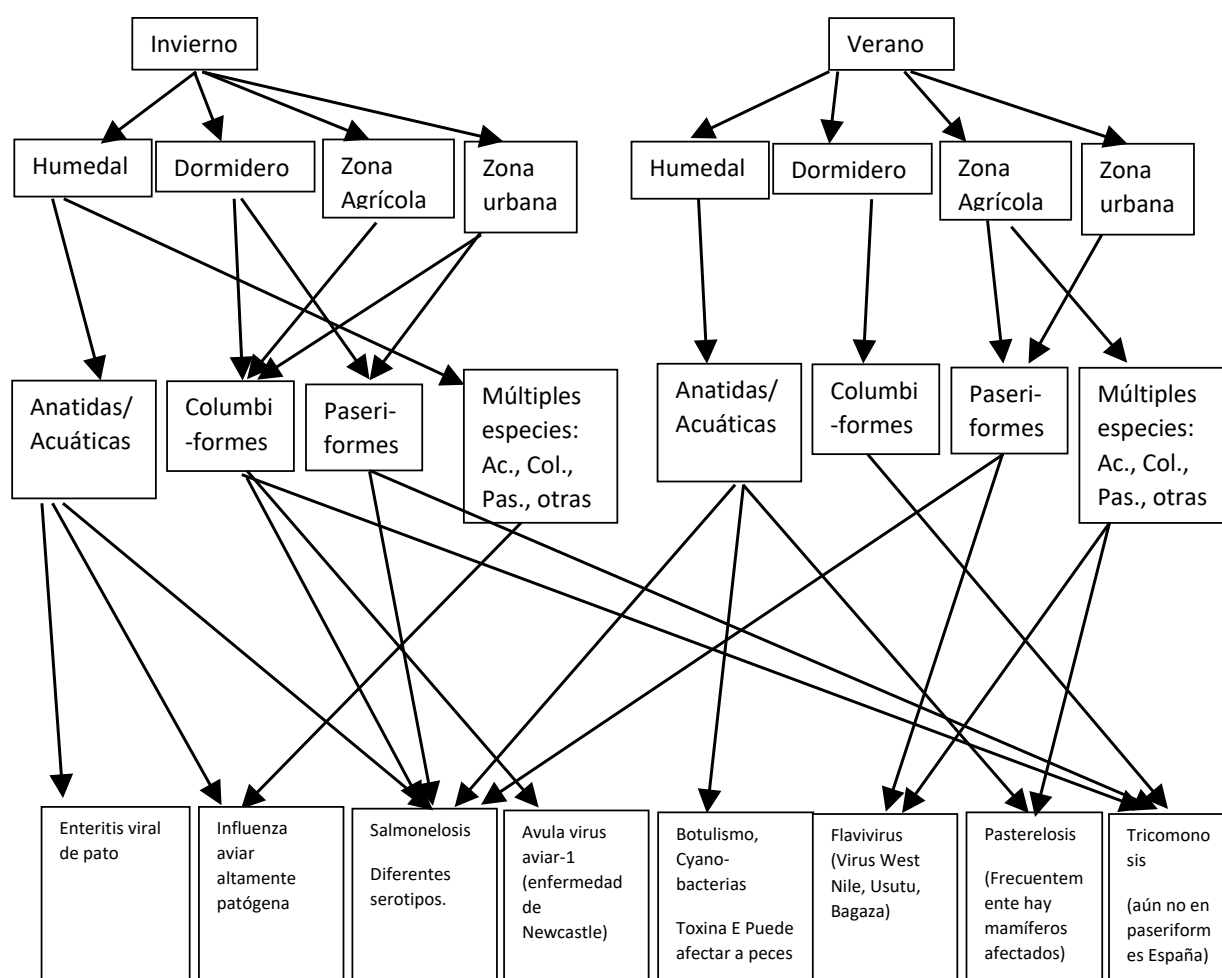 Invierno
Verano
Humedal
Dormidero
Zona
Agrícola
Zona
urbana
Humedal
Dormidero
Zona
Agrícola
Zona
urbana
Anatidas/
Acuáticas
Columbi
-formes
Paseri-
formes
Múltiples
especies:
Ac., Col.,
Pas., otras
Anatidas/
Acuáticas
Columbi
-formes
Paseri-
formes
Múltiples
especies:
Ac., Col.,
Pas., otras
Enteritis viral
de pato
Influenza
aviar
altamente
patógena
Salmonelosis.
Diferentes
serotipos.
Avula virus
aviar-1
(enfermedad
de
Newcastle)
Botulismo,
Cyano-
bacterias
Toxina E Puede
afectar a peces
Flavivirus
(Virus West
Nile, Usutu,
Bagaza)
Pasterelosis
(Frecuentem
ente hay
mamíferos
afectados)
Tricomono
sis
(aún no en
paseriform
es España)